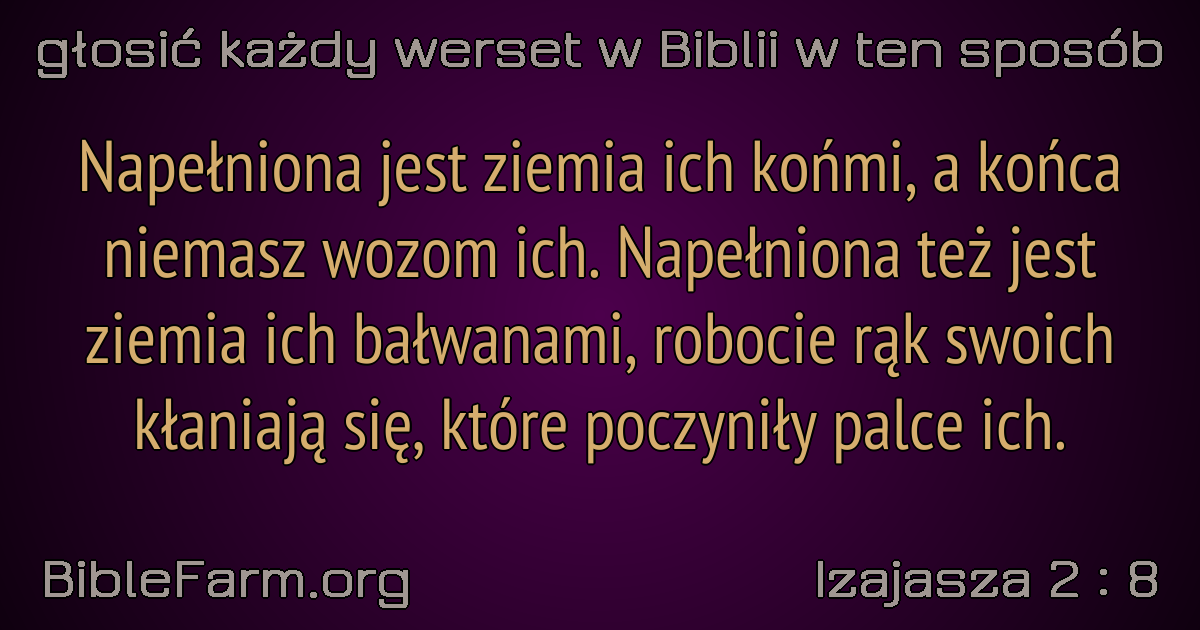 głosić każdy werset w Biblii w ten sposób
Napełniona jest ziemia ich końmi, a końca
niemasz wozom ich. Napełniona też jest
ziemia ich bałwanami, robocie rąk swoich
kłaniają się, które poczyniły palce ich.
BibleFarm.org
Izajasza 2 : 8